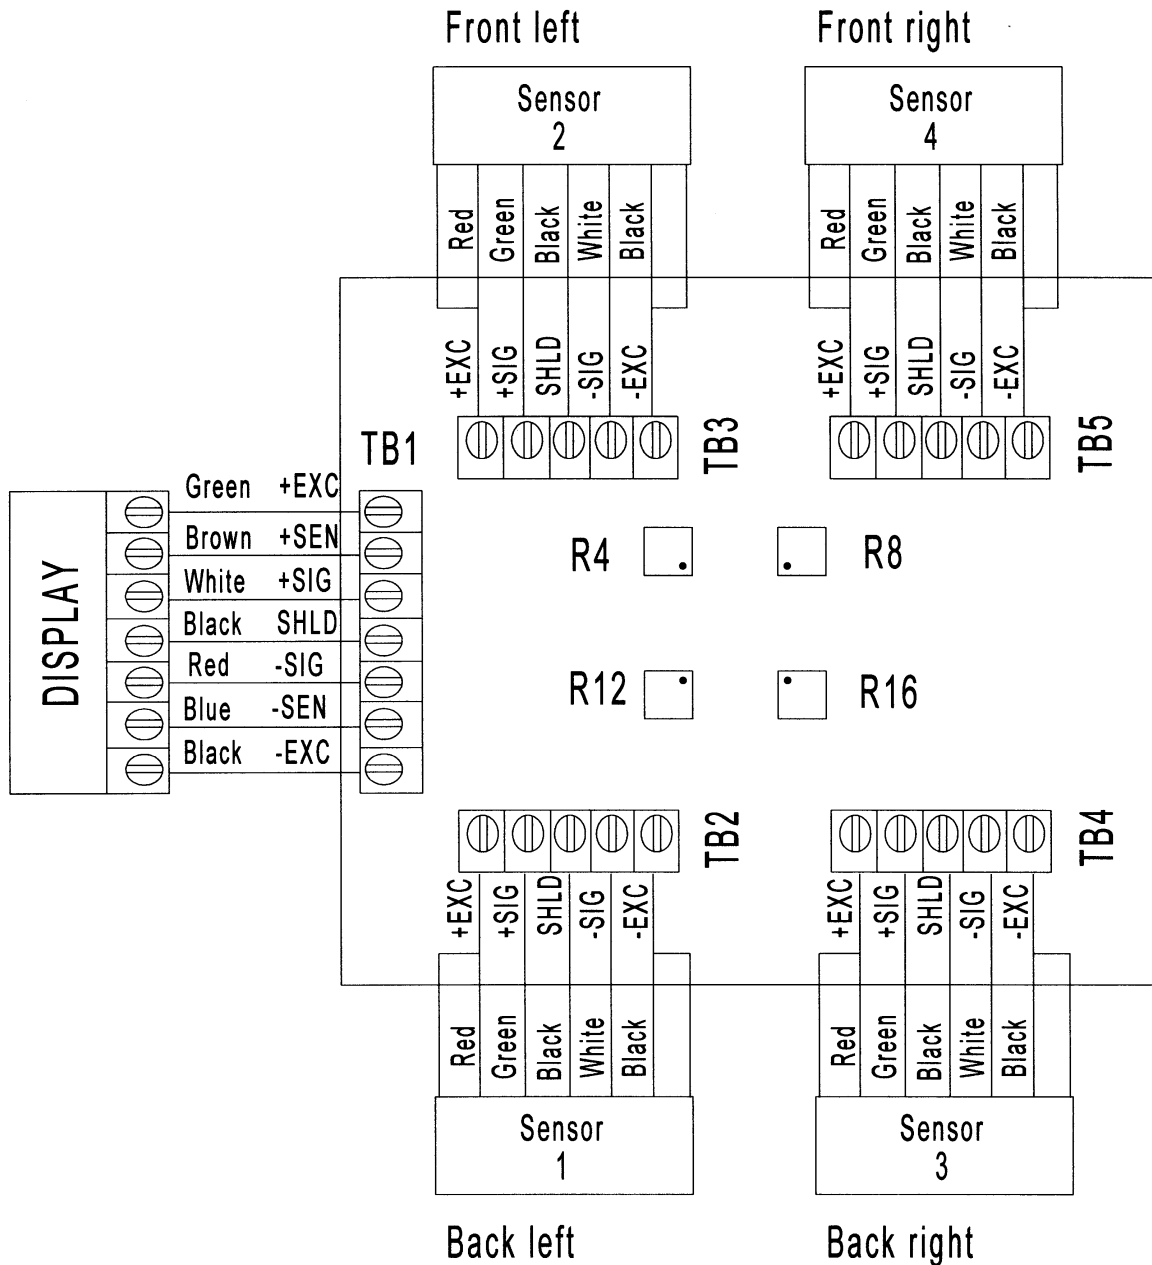 Front left
Front right
Sensor
2
Sensor
4
Red
Green
Black
White
Black
Red
Green
Black
White
Black
+EXC
+SIG
SHLD
-SIG
-EXC
+EXC
+SIG
SHLD
-SIG
-EXC
TB3
TB5
TB1
DISPLAY
Green +EXC
Brown +SEN
White +SIG
Black SHLD
Red -SIG
Blue -SEN
Black -EXC
R4
R8
R12
R16
TB2
TB4
+EXC
+SIG
SHLD
-SIG
-EXC
+EXC
+SIG
SHLD
-SIG
-EXC
Red
Green
Black
White
Black
Red
Green
Black
White
Black
Sensor
1
Sensor
3
Back left
Back right